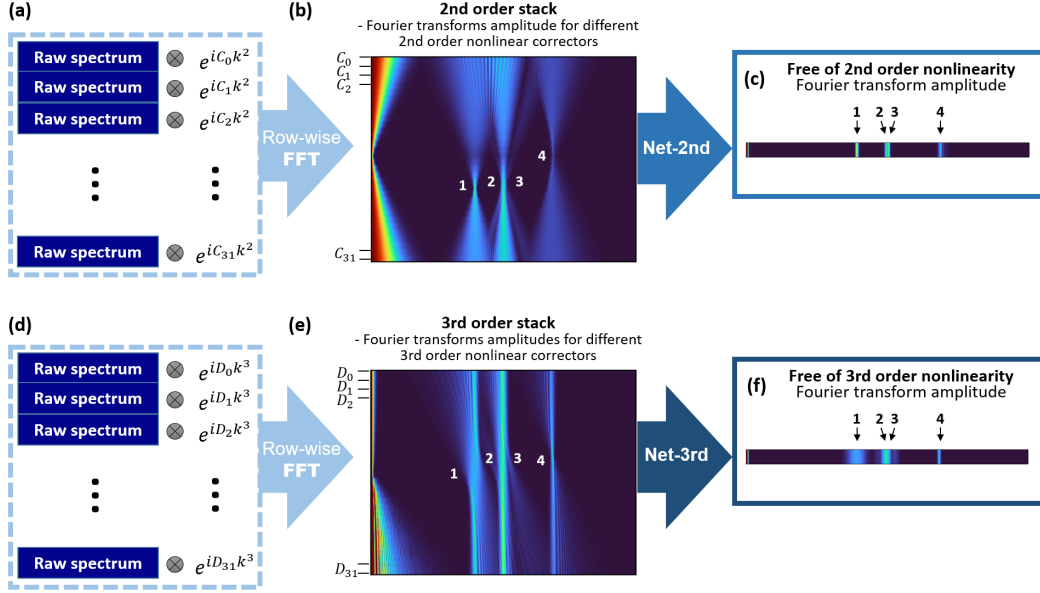 (a)
Raw spectrum ⊗ e^{iC_0k^2}
Raw spectrum ⊗ e^{iC_1k^2}
Raw spectrum ⊗ e^{iC_2k^2}
Raw spectrum ⊗ e^{iC_{31}k^2}
Row-wise
FFT
(b)
2nd order stack
- Fourier transforms amplitude for different
2nd order nonlinear correctors
C_0
C_1
C_2
C_{31}
1
2
3
4
Net-2nd
(c)
Free of 2nd order nonlinearity
Fourier transform amplitude
1 2 3 4
(d)
Raw spectrum ⊗ e^{iD_0k^3}
Raw spectrum ⊗ e^{iD_1k^3}
Raw spectrum ⊗ e^{iD_2k^3}
Raw spectrum ⊗ e^{iD_{31}k^3}
Row-wise
FFT
(e)
3rd order stack
- Fourier transforms amplitudes for different
3rd order nonlinear correctors
D_0
D_1
D_2
D_{31}
1
2
3
4
Net-3rd
(f)
Free of 3rd order nonlinearity
Fourier transform amplitude
1 2 3 4